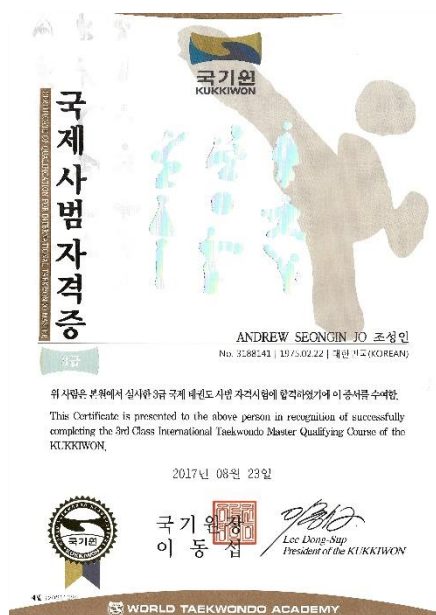 국기원
KUKKIWON
국제사범자격증
3급
ANDREW SEONGIN JO 조성인
No. 3188141 | 1975.02.22 | 대한민국(KOREAN)
위 사람은 본원에서 실시한 3급 국제 태권도 사범 자격시험에 합격하였기에 이 증서를 수여함.
This Certificate is presented to the above person in recognition of successfully
completing the 3rd Class International Taekwondo Master Qualifying Course of the
KUKKIWON.
2017년 08월 23일
국기원
국기원장
이동섭
Lee Dong-Sup
President of the KUKKIWON
WORLD TAEKWONDO ACADEMY